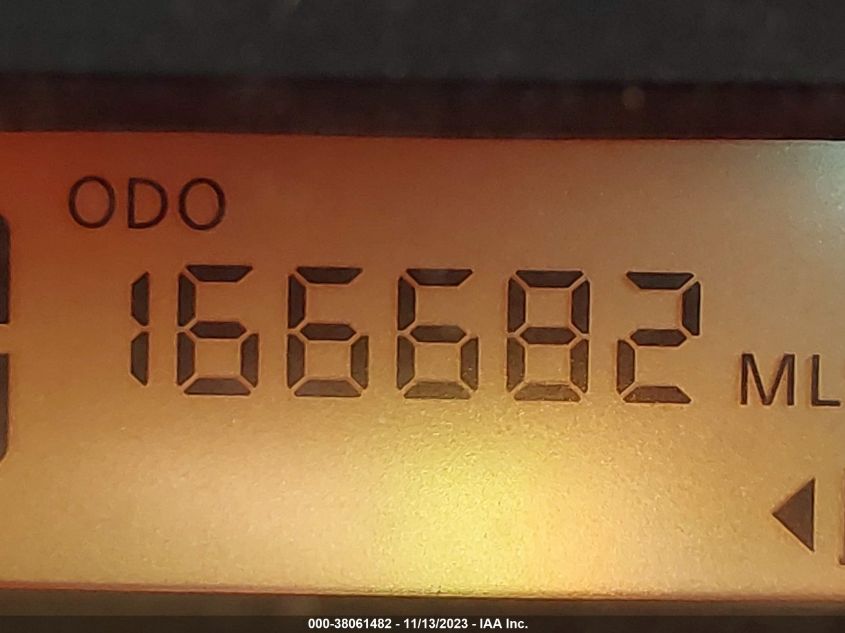 ODO
166682 ML
000-38061482 - 11/13/2023 - IAA Inc.